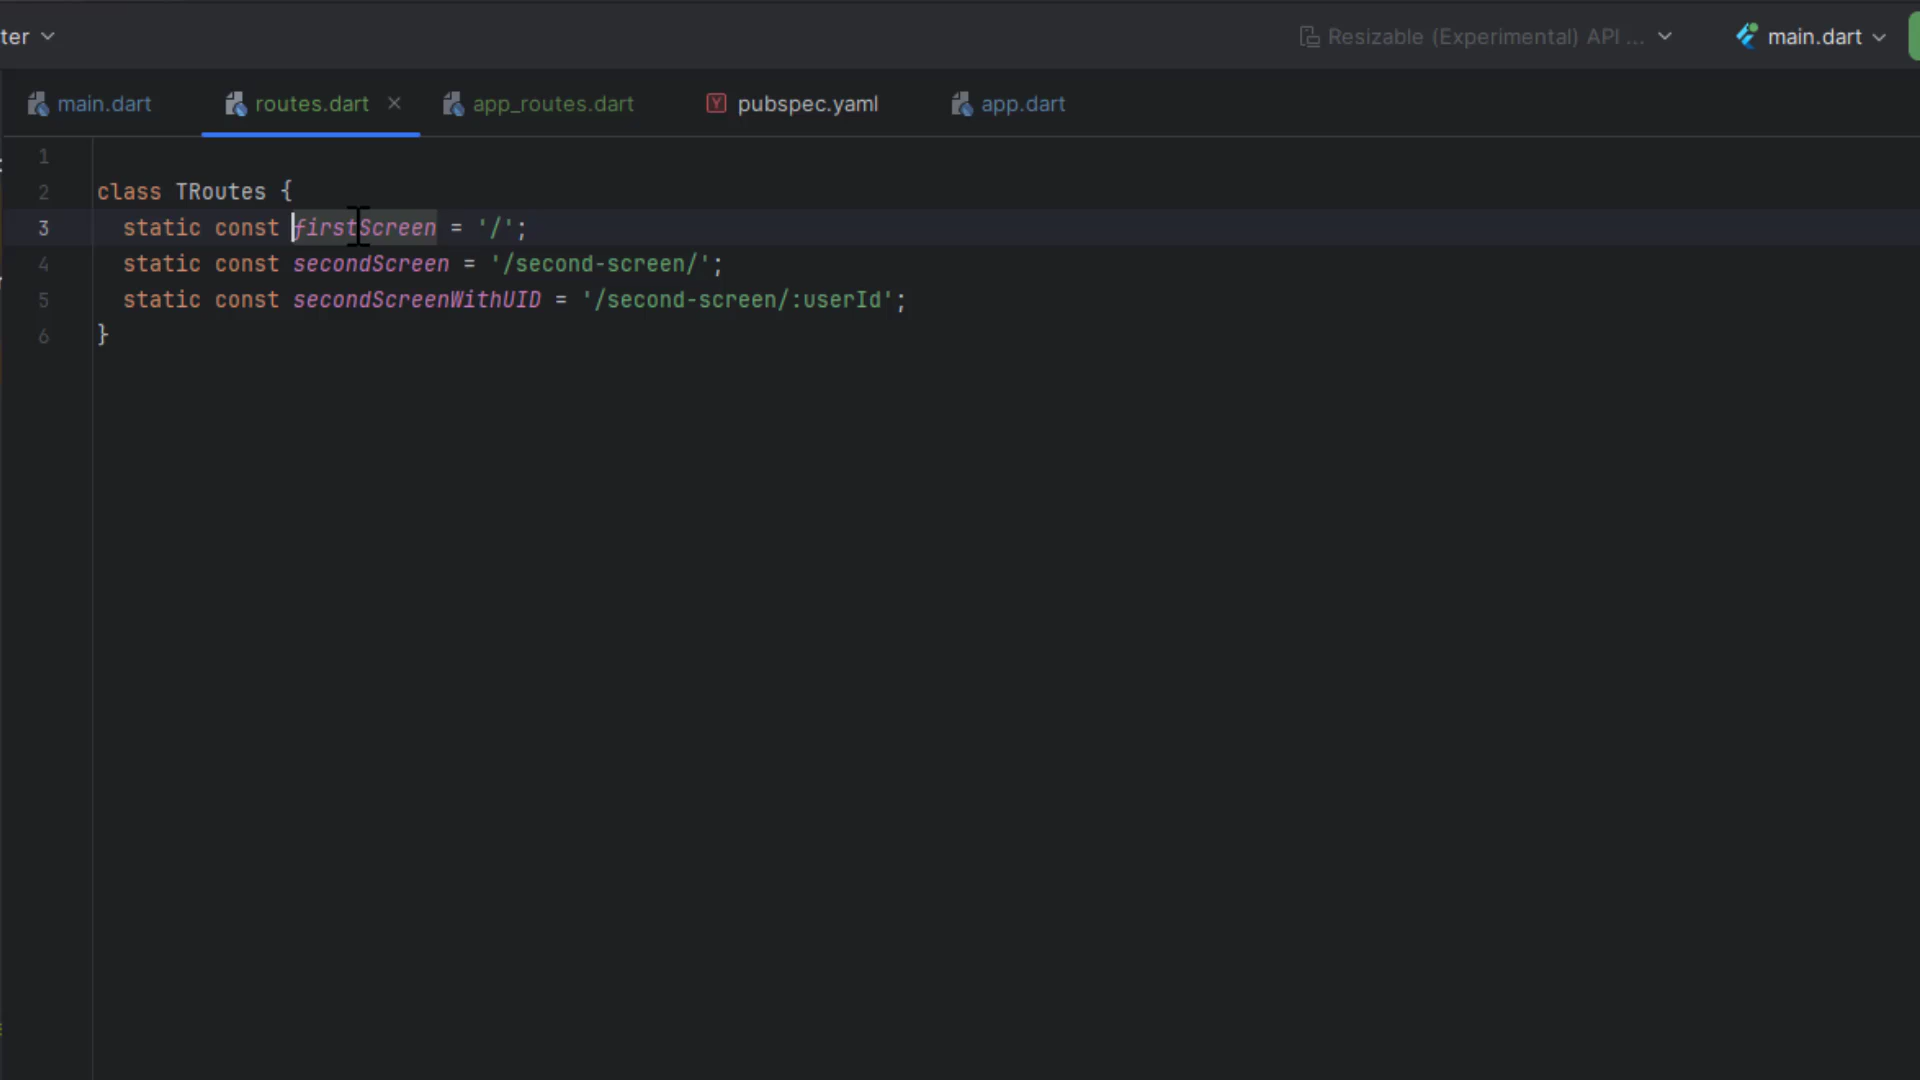 ter
Resizable (Experimental) API ...
main.dart
main.dart
routes.dart
app_routes.dart
pubspec.yaml
app.dart
1
2 class TRoutes {
3 static const firstScreen = '/';
4 static const secondScreen = '/second-screen/';
5 static const secondScreenWithUID = '/second-screen/:userId';
6 }